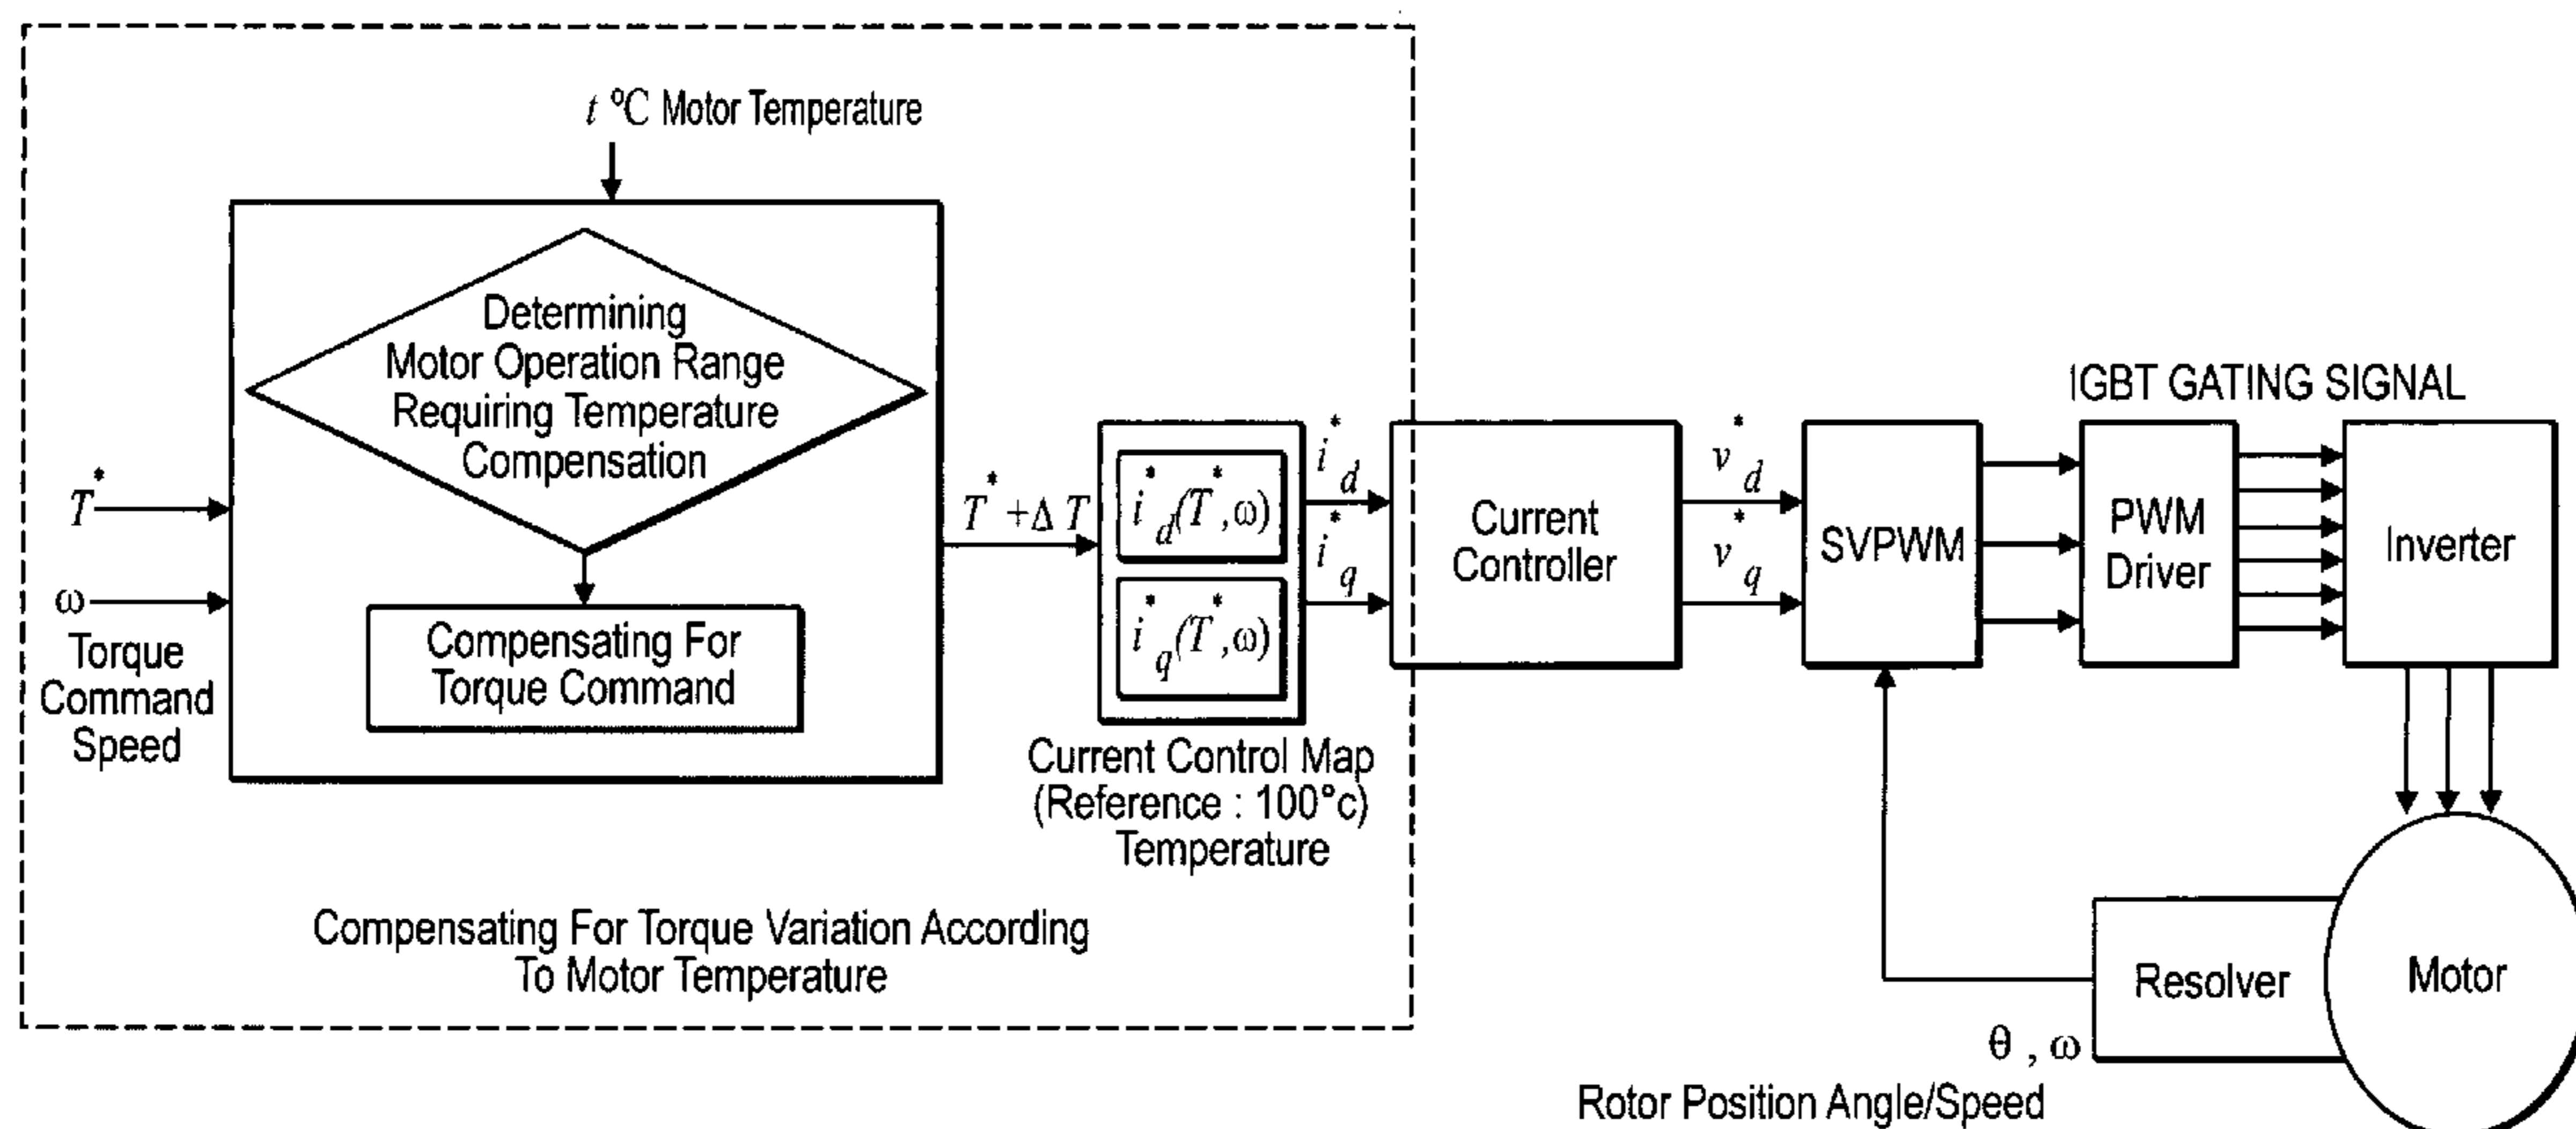 t °C Motor Temperature
Determining
Motor Operation Range
Requiring Temperature
Compensation
Compensating For
Torque Command
T*
ω
Torque
Command
Speed
T* +Δ T
i*d(T*,ω)
i*q(T*,ω)
Current Control Map
(Reference : 100°c)
Temperature
i*d
i*q
Compensating For Torque Variation According
To Motor Temperature
Current
Controller
v*d
v*q
SVPWM
IGBT GATING SIGNAL
PWM
Driver
Inverter
Resolver
Motor
θ , ω
Rotor Position Angle/Speed